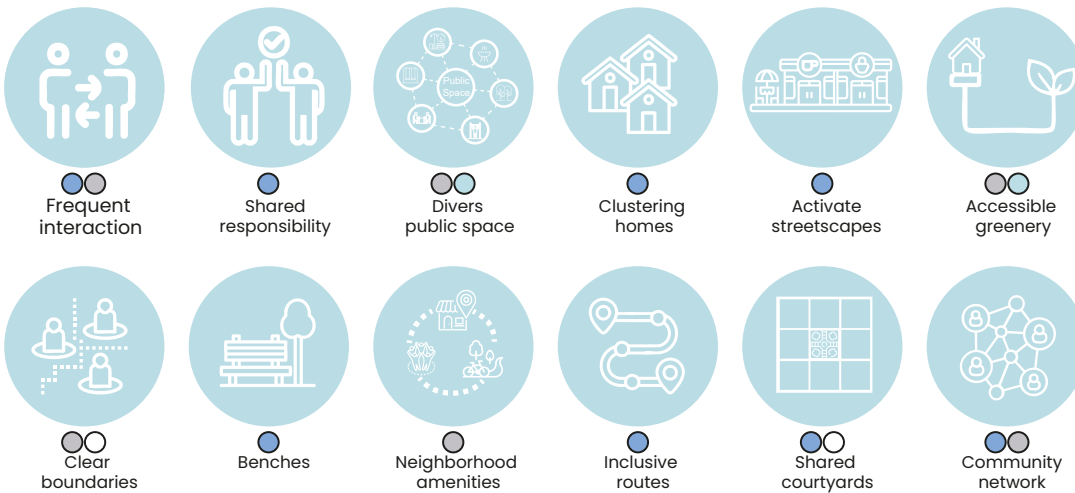 Public
Space
Frequent
interaction
Shared
responsibility
Divers
public space
Clustering
homes
Activate
streetscapes
Accessible
greenery
Clear
boundaries
Benches
Neighborhood
amenities
Inclusive
routes
Shared
courtyards
Community
network